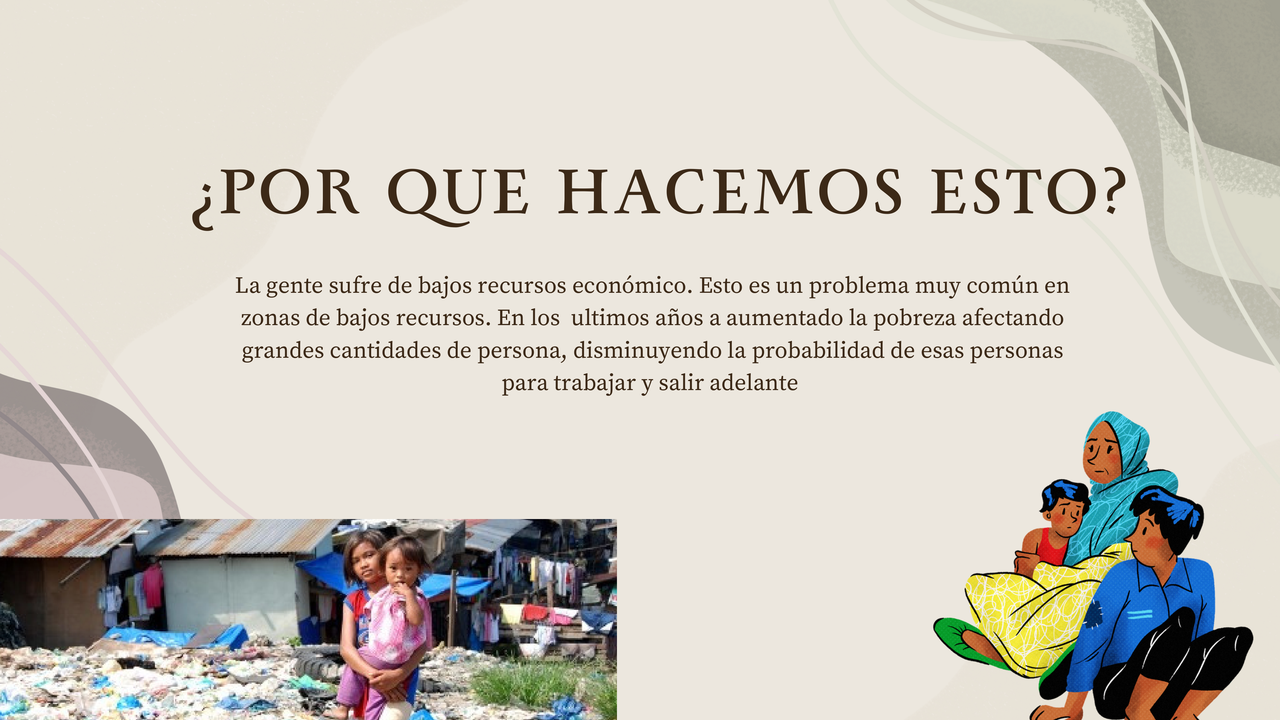 ¿POR QUE HACEMOS ESTO?
La gente sufre de bajos recursos económico. Esto es un problema muy común en
zonas de bajos recursos. En los  ultimos años a aumentado la pobreza afectando
grandes cantidades de persona, disminuyendo la probabilidad de esas personas
para trabajar y salir adelante